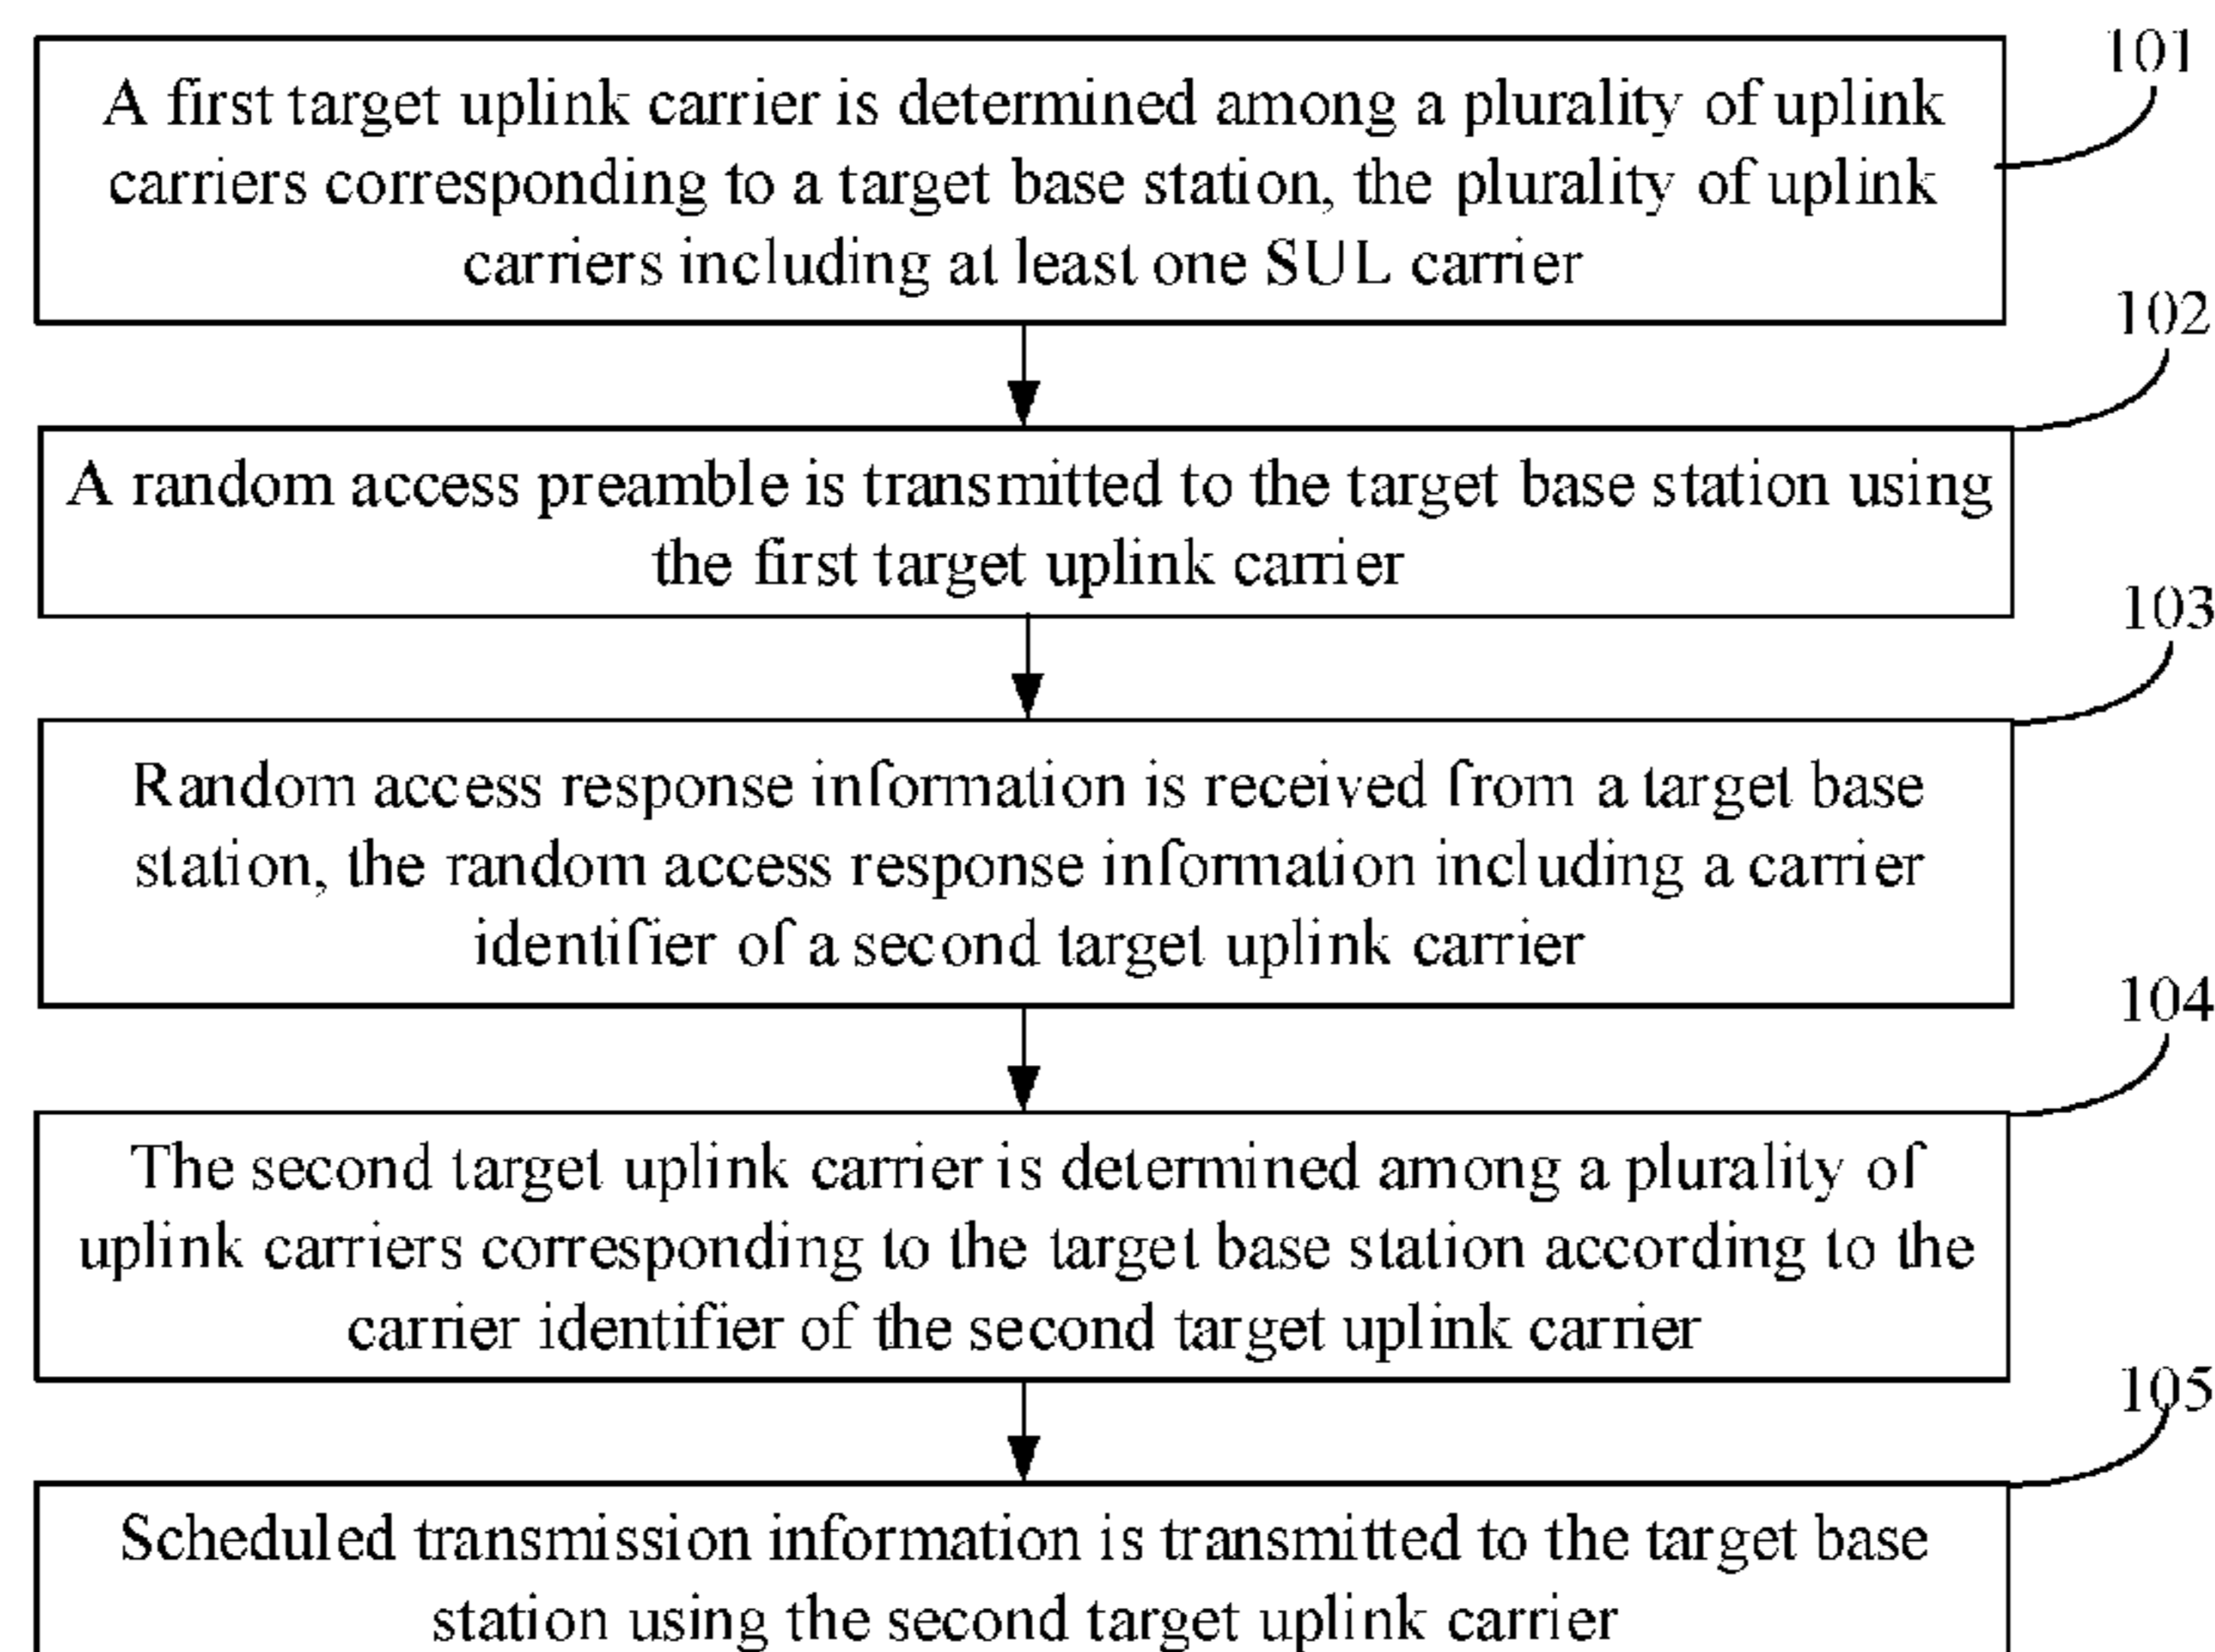 101
A first target uplink carrier is determined among a plurality of uplink
carriers corresponding to a target base station, the plurality of uplink
carriers including at least one SUL carrier
102
A random access preamble is transmitted to the target base station using
the first target uplink carrier
103
Random access response information is received from a target base
station, the random access response information including a carrier
identifier of a second target uplink carrier
104
The second target uplink carrier is determined among a plurality of
uplink carriers corresponding to the target base station according to the
carrier identifier of the second target uplink carrier
105
Scheduled transmission information is transmitted to the target base
station using the second target uplink carrier